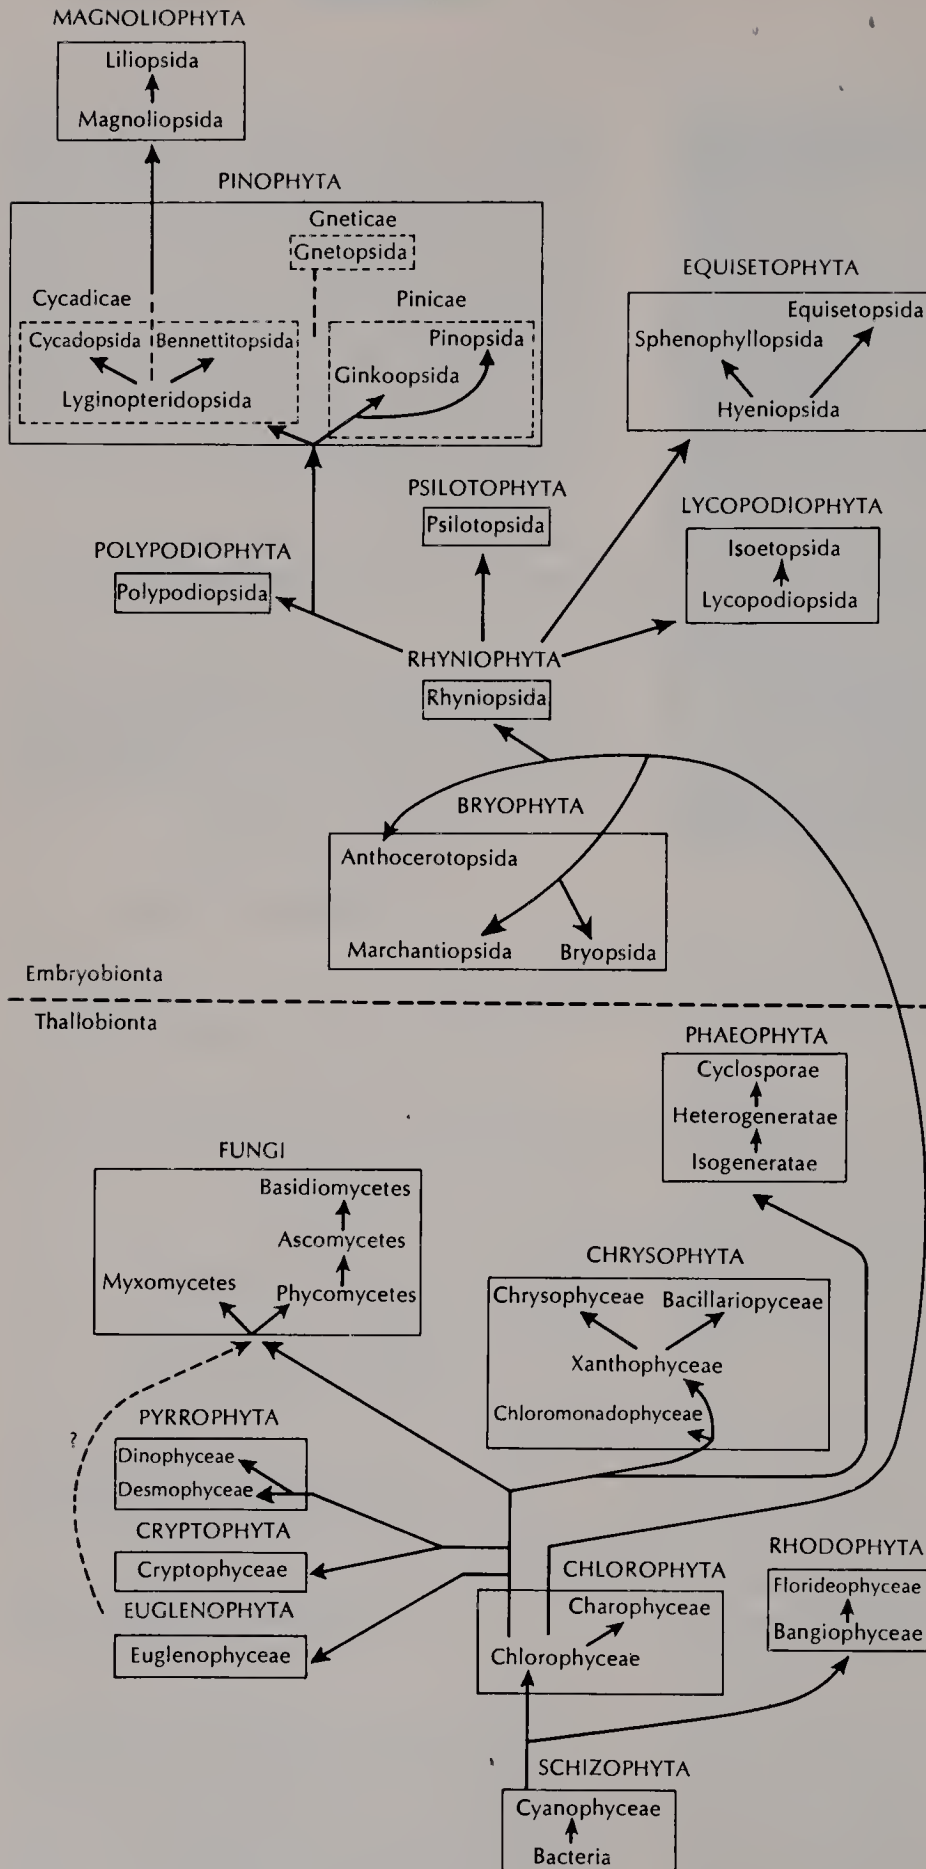 MAGNOLIOPHYTA
Liliopsida
Magnoliopsida
PINOPHYTA
Gneticae
Gnetopsida
Cycadicae
Pinicae
Cycadopsida
Bennettitopsida
Lyginopteridopsida
Pinopsida
Ginkoopsida
EQUISETOPHYTA
Equisetopsida
Sphenophyllopsida
Hyeniopsida
PSILOTOPHYTA
Psilotopsida
LYCOPODIOPHYTA
Isoetopsida
Lycopodiopsida
POLYPODIOPHYTA
Polypodiopsida
RHYNIOPHYTA
Rhyniopsida
BRYOPHYTA
Anthocerotopsida
Marchantiopsida
Bryopsida
Embryobionta
Thallobionta
PHAEOPHYTA
Cyclosporae
Heterogeneratae
Isogeneratae
FUNGI
Basidiomycetes
Ascomycetes
Myxomycetes
Phycomycetes
CHRYSOPHYTA
Chrysophyceae
Bacillariopyceae
Xanthophyceae
Chloromonadophyceae
?
PYRROPHYTA
Dinophyceae
Desmophyceae
CRYPTOPHYTA
Cryptophyceae
EUGLENOPHYTA
Euglenophyceae
CHLOROPHYTA
Charophyceae
Chlorophyceae
RHODOPHYTA
Florideophyceae
Bangiophyceae
SCHIZOPHYTA
Cyanophyceae
Bacteria